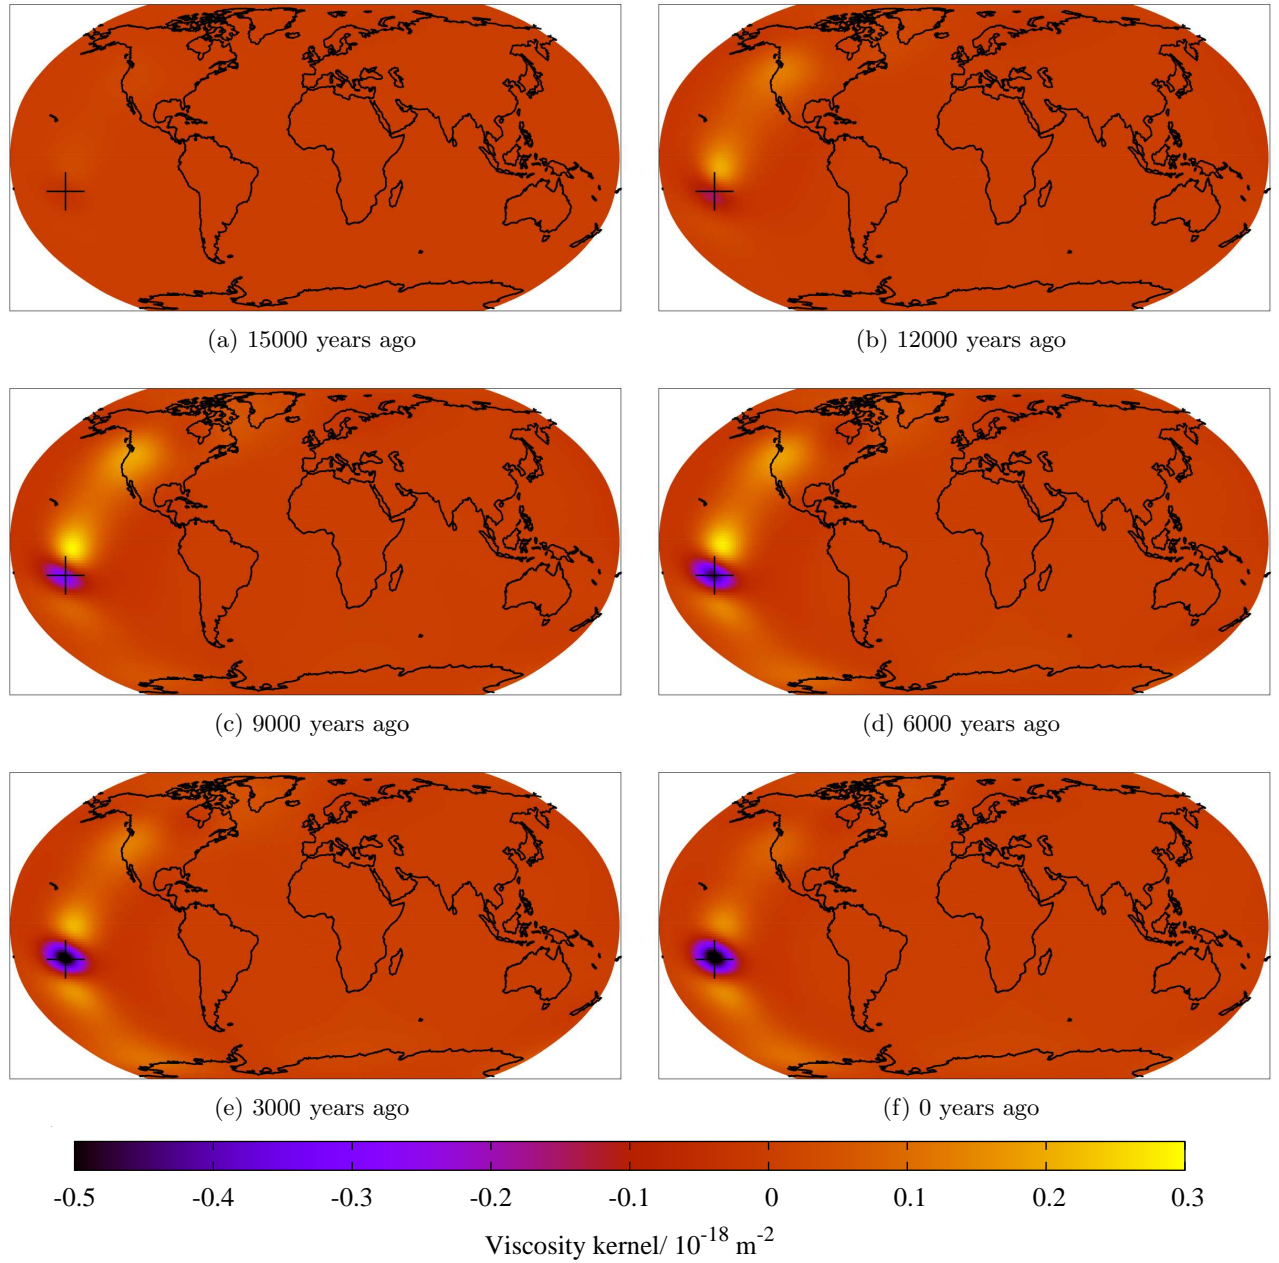 (a) 15000 years ago
(b) 12000 years ago
(c) 9000 years ago
(d) 6000 years ago
(e) 3000 years ago
(f) 0 years ago
-0.5 -0.4 -0.3 -0.2 -0.1 0 0.1 0.2 0.3
Viscosity kernel/ 10^-18 m^-2